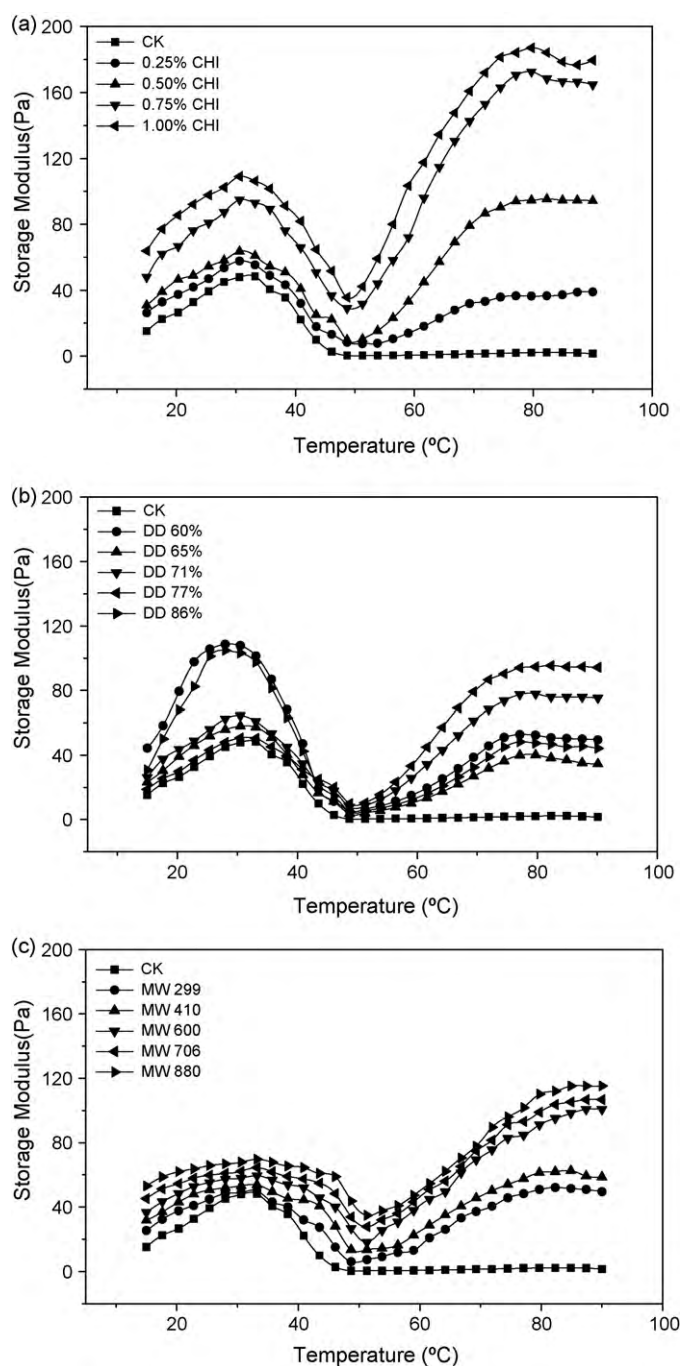 (a)
200
160
120
80
40
0
Storage Modulus(Pa)
CK
0.25% CHI
0.50% CHI
0.75% CHI
1.00% CHI
20
40
60
80
100
Temperature (ºC)
(b)
200
160
120
80
40
0
Storage Modulus(Pa)
CK
DD 60%
DD 65%
DD 71%
DD 77%
DD 86%
20
40
60
80
100
Temperature (ºC)
(c)
200
160
120
80
40
0
Storage Modulus(Pa)
CK
MW 299
MW 410
MW 600
MW 706
MW 880
20
40
60
80
100
Temperature (ºC)